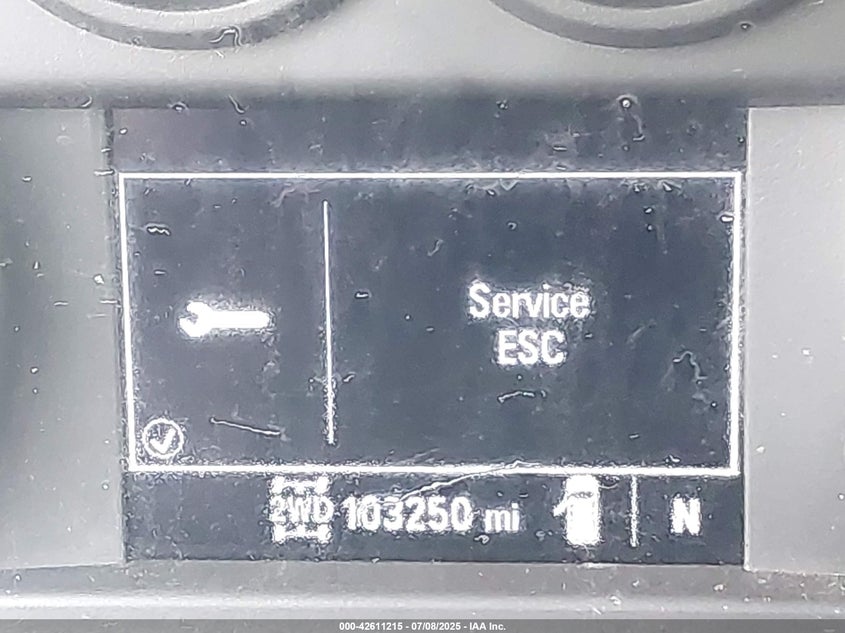 Service
ESC
2WD 103250 mi N
000-42611215 - 07/08/2025 - IAA Inc.